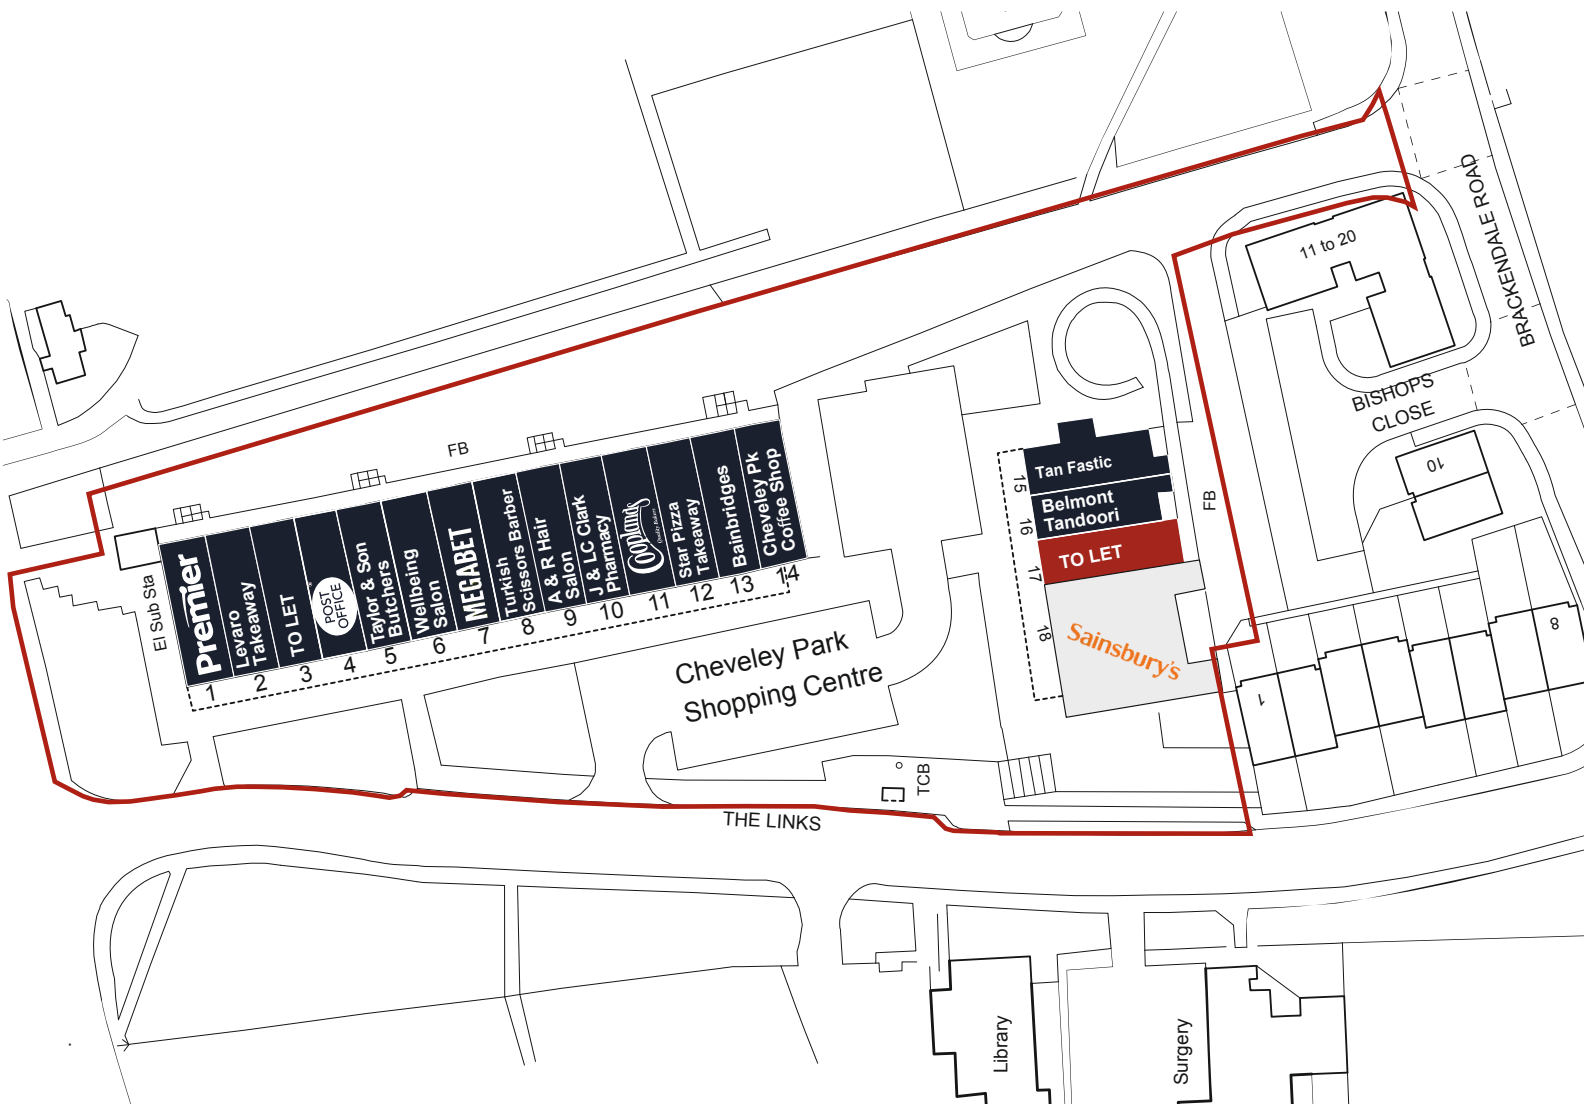 11 to 20
BRACKENDALE ROAD
BISHOPS
CLOSE
10
8
1
FB
FB
El Sub Sta
Premier
1
Levaro
Takeaway
2
TO LET
3
POST
OFFICE
4
Taylor & Son
Butchers
5
Wellbeing
Salon
6
MEGABET
7
Turkish
Scissors Barber
8
A & R Hair
Salon
9
J & LC Clark
Pharmacy
10
Cooplands
Quality Bakers
11
Star Pizza
Takeaway
12
Bainbridges
13
Cheveley Pk
Coffee Shop
14
15
Tan Fastic
16
Belmont
Tandoori
17
TO LET
18
Sainsbury's
Cheveley Park
Shopping Centre
TCB
THE LINKS
Library
Surgery